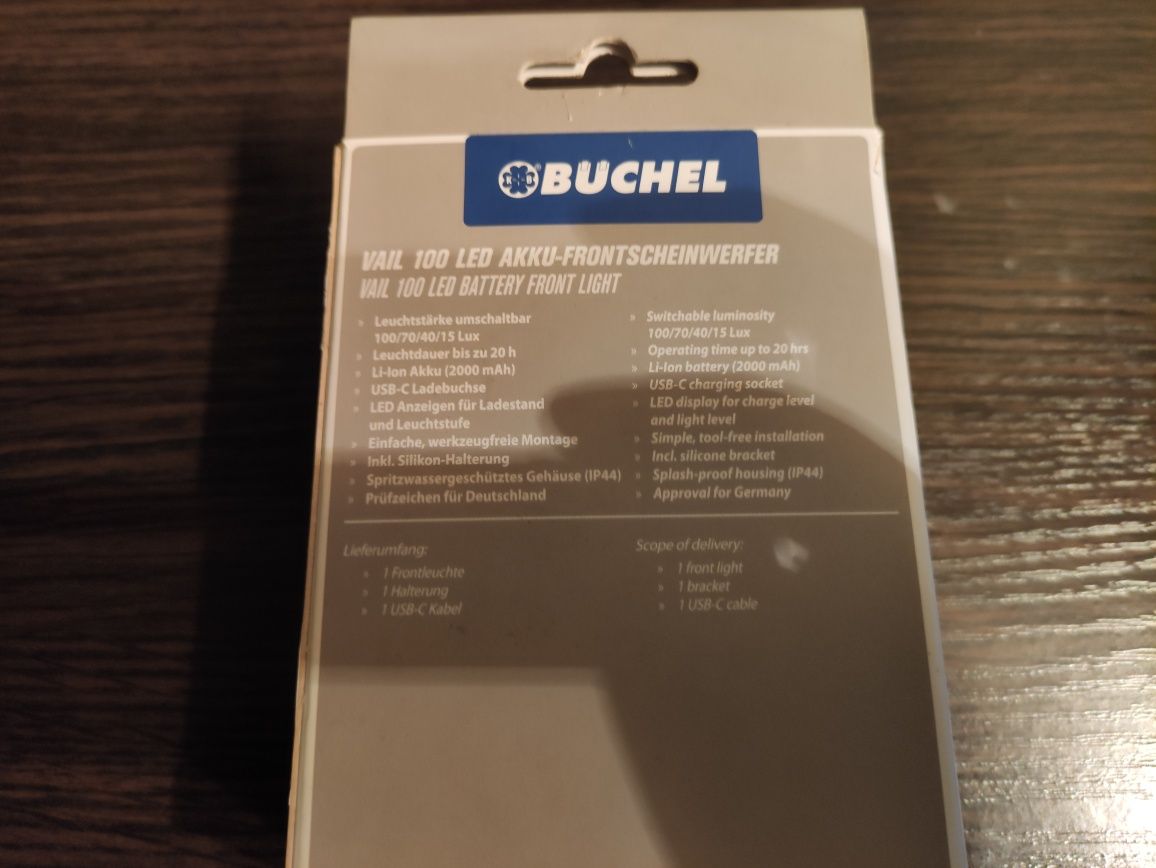 BÜCHEL
VAIL 100 LED AKKU-FRONTSCHEINWERFER
VAIL 100 LED BATTERY FRONT LIGHT
» Leuchtstärke umschaltbar
100/70/40/15 Lux
» Leuchtdauer bis zu 20 h
» Li-Ion Akku (2000 mAh)
» USB-C Ladebuchse
» LED Anzeigen für Ladestand
und Leuchtstufe
» Einfache, werkzeugfreie Montage
» Inkl. Silikon-Halterung
» Spritzwassergeschütztes Gehäuse (IP44)
» Prüfzeichen für Deutschland
» Switchable luminosity
100/70/40/15 Lux
» Operating time up to 20 hrs
» Li-Ion battery (2000 mAh)
» USB-C charging socket
» LED display for charge level
and light level
» Simple, tool-free installation
» Incl. silicone bracket
» Splash-proof housing (IP44)
» Approval for Germany
Lieferumfang:
» 1 Frontleuchte
» 1 Halterung
» 1 USB-C Kabel
Scope of delivery:
» 1 front light
» 1 bracket
» 1 USB-C cable